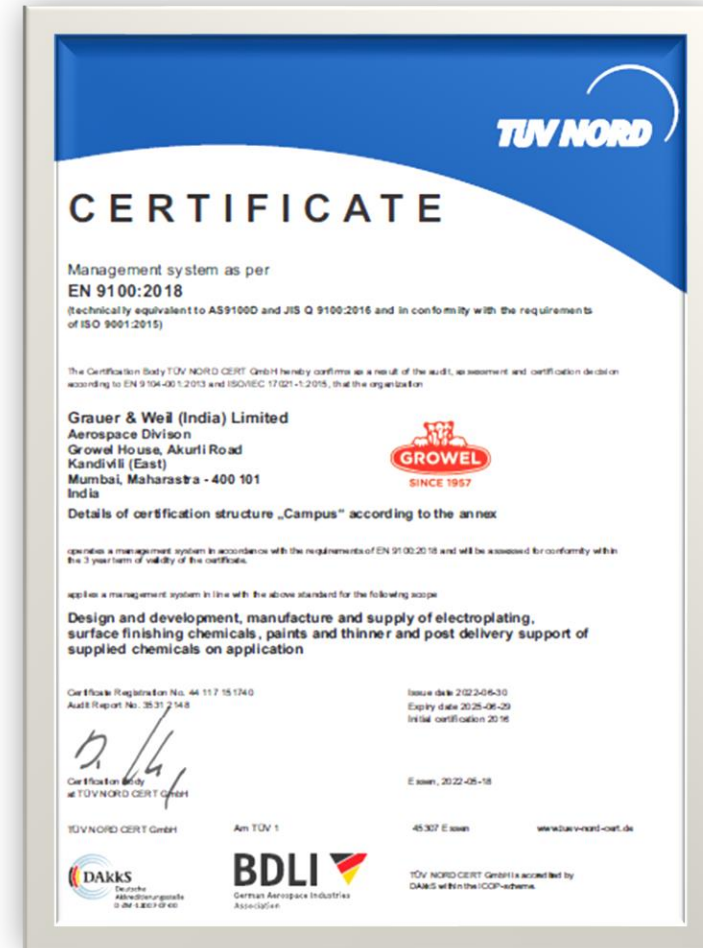 TUV NORD
CERTIFICATE
Management system as per
EN 9100:2018
(technically equivalent to AS9100D and JIS Q 9100:2016 and in conformity with the requirements
of ISO 9001:2015)
The Certification Body TÜV NORD CERT GmbH hereby confirms as a result of the audit, assessment and certification decision
according to EN 9104-001:2013 and ISO/IEC 17021-1:2015, that the organization
Grauer & Weil (India) Limited
Aerospace Divison
Growel House, Akurli Road
Kandivili (East)
Mumbai, Maharastra - 400 101
India
GROWEL
SINCE 1957
Details of certification structure „Campus“ according to the annex
operates a management system in accordance with the requirements of EN 9100:2018 and will be assessed for conformity within
the 3 year term of validity of the certificate.
applies a management system in line with the above standard for the following scope
Design and development, manufacture and supply of electroplating,
surface finishing chemicals, paints and thinner and post delivery support of
supplied chemicals on application
Certificate Registration No. 44 117 151740
Audit Report No. 3531 2148
Issue date 2022-06-30
Expiry date 2025-06-29
Initial certification 2016
Certification Body
at TÜV NORD CERT GmbH
Essen, 2022-05-18
TÜV NORD CERT GmbH
Am TÜV 1
45307 Essen
www.tuev-nord-cert.de
DAkkS
Deutsche
Akkreditierungsstelle
BDLI
German Aerospace Industries
Association
TÜV NORD CERT GmbH is accredited by
DAkkS within the ICOP-scheme.